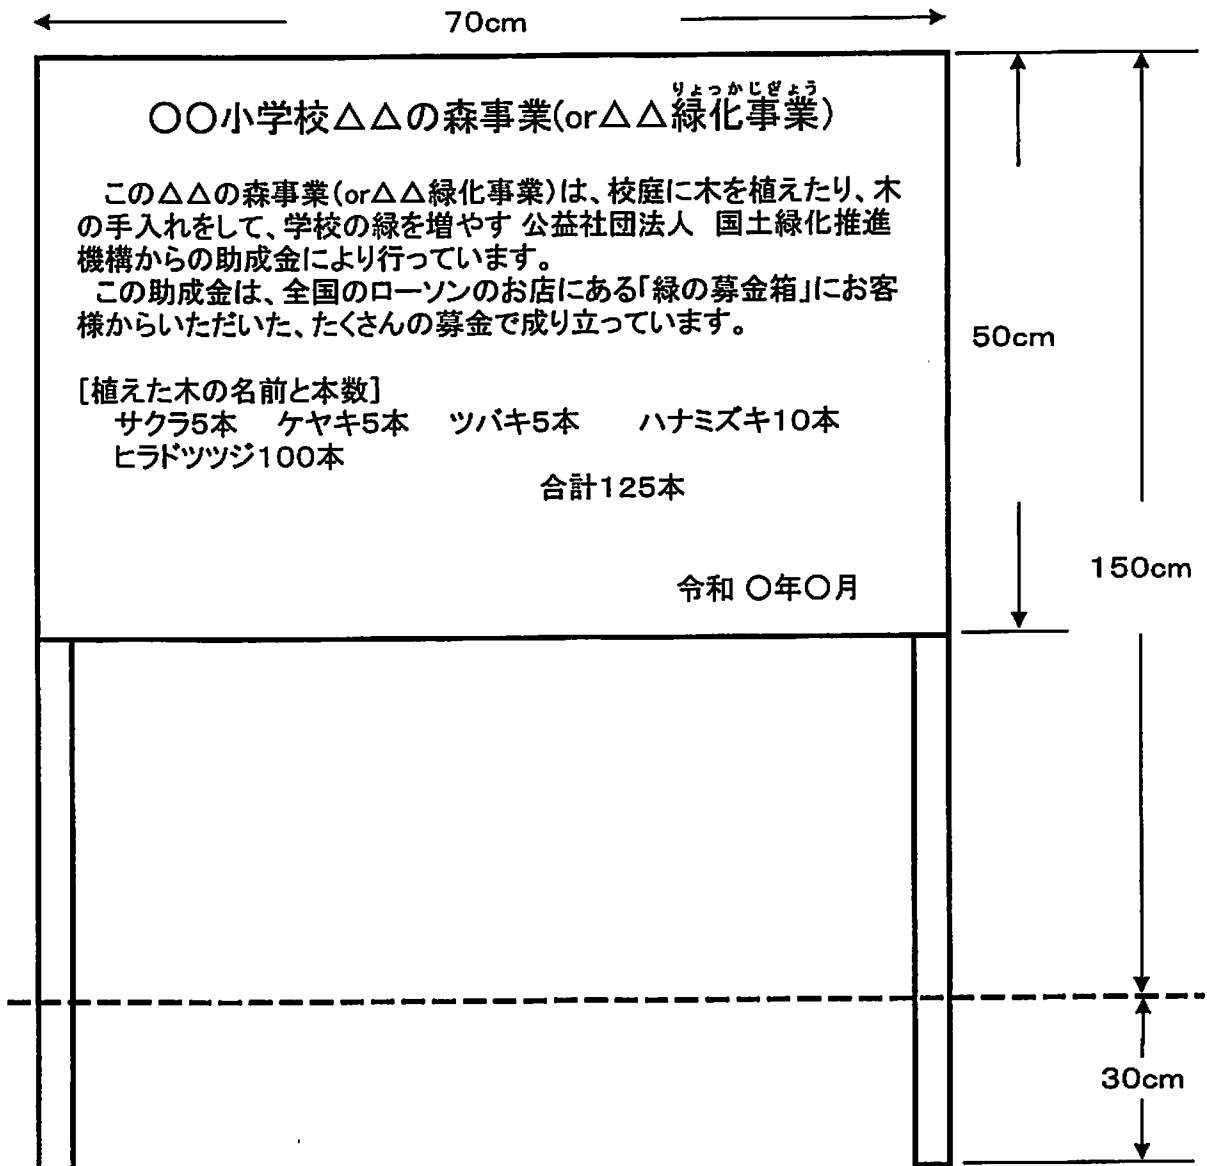 70cm
りょっかじぎょう
〇〇小学校△△の森事業(or△△緑化事業)
この△△の森事業(or△△緑化事業)は、校庭に木を植えたり、木
の手入れをして、学校の緑を増やす 公益社団法人 国土緑化推進
機構からの助成金により行っています。
この助成金は、全国のローソンのお店にある「緑の募金箱」にお客
様からいただいた、たくさんの募金で成り立っています。
50cm
[植えた木の名前と本数]
サクラ5本 ケヤキ5本 ツバキ5本 ハナミズキ10本
ヒラドツツジ100本
合計125本
150cm
令和 〇年〇月
30cm